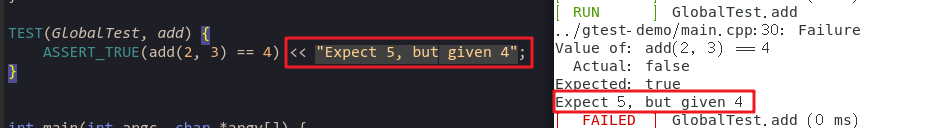 TEST(GlobalTest, add) {
ASSERT_TRUE(add(2, 3) == 4) << "Expect 5, but given 4";
}
int main(int argc, char *argv[]) {
[ RUN ] GlobalTest.add
../gtest-demo/main.cpp:30: Failure
Value of: add(2, 3) == 4
Actual: false
Expected: true
Expect 5, but given 4
[ FAILED ] GlobalTest.add (0 ms)